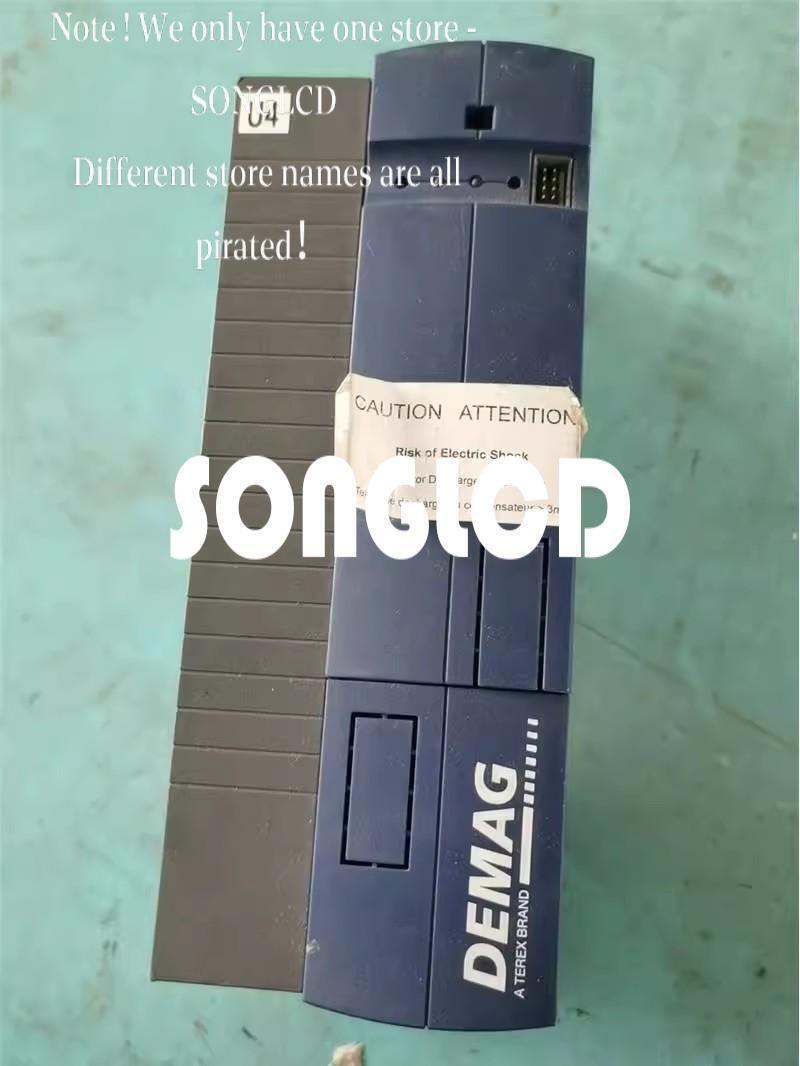 Note ! We only have one store -
SONGLCD
U4
Different store names are all
pirated !
CAUTION ATTENTION
Risk of Electric Shock
SONGLCD
DEMAG
A TEREX BRAND